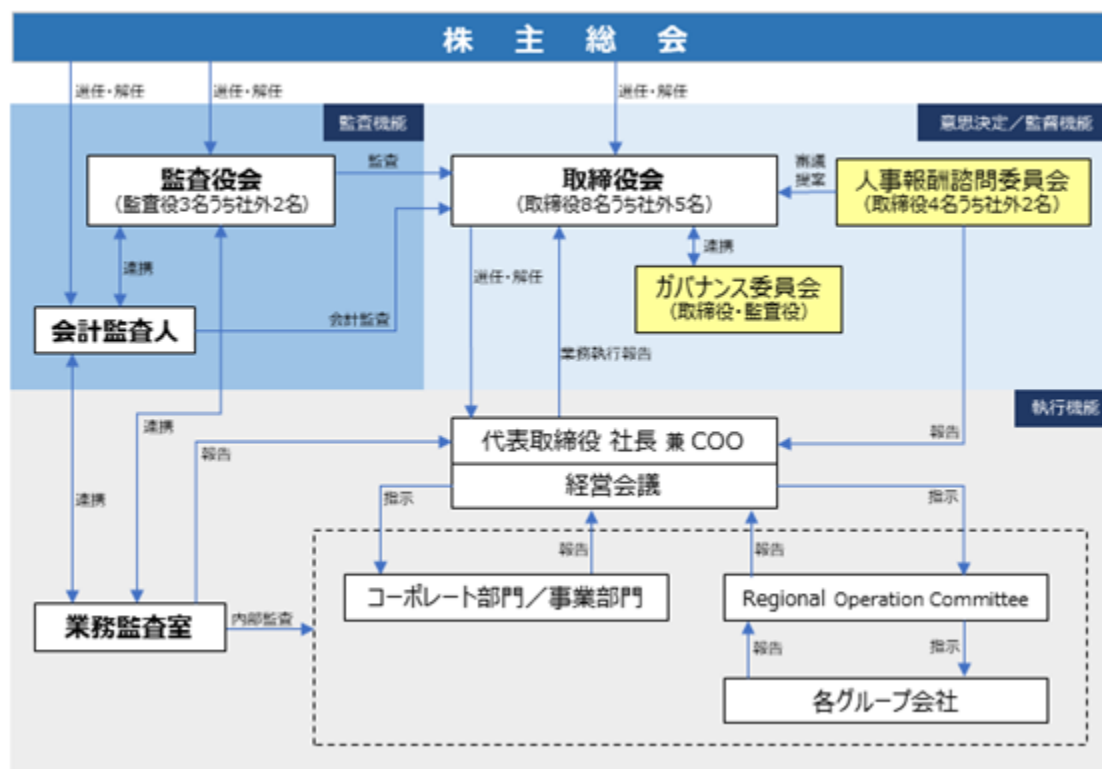 株主総会
選任・解任
選任・解任
選任・解任
監査機能
意思決定／監督機能
監査役会
（監査役3名うち社外2名）
監査
取締役会
（取締役8名うち社外5名）
審議
提案
人事報酬諮問委員会
（取締役4名うち社外2名）
連携
選任・解任
連携
ガバナンス委員会
（取締役・監査役）
会計監査人
会計監査
業務執行報告
執行機能
連携
報告
代表取締役 社長 兼 COO
報告
経営会議
連携
指示
指示
報告
報告
コーポレート部門／事業部門
Regional Operation Committee
業務監査室
内部監査
報告
指示
各グループ会社